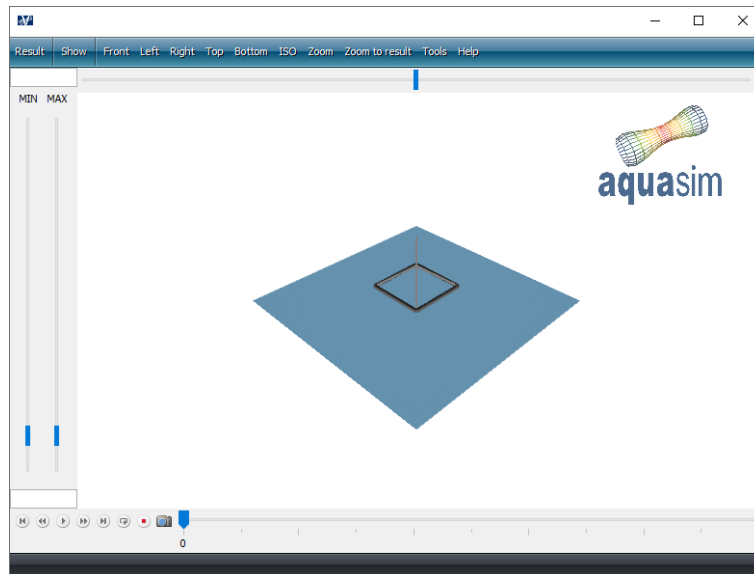 Result Show Front Left Right Top Bottom ISO Zoom Zoom to result Tools Help
MIN MAX
aquasim
0